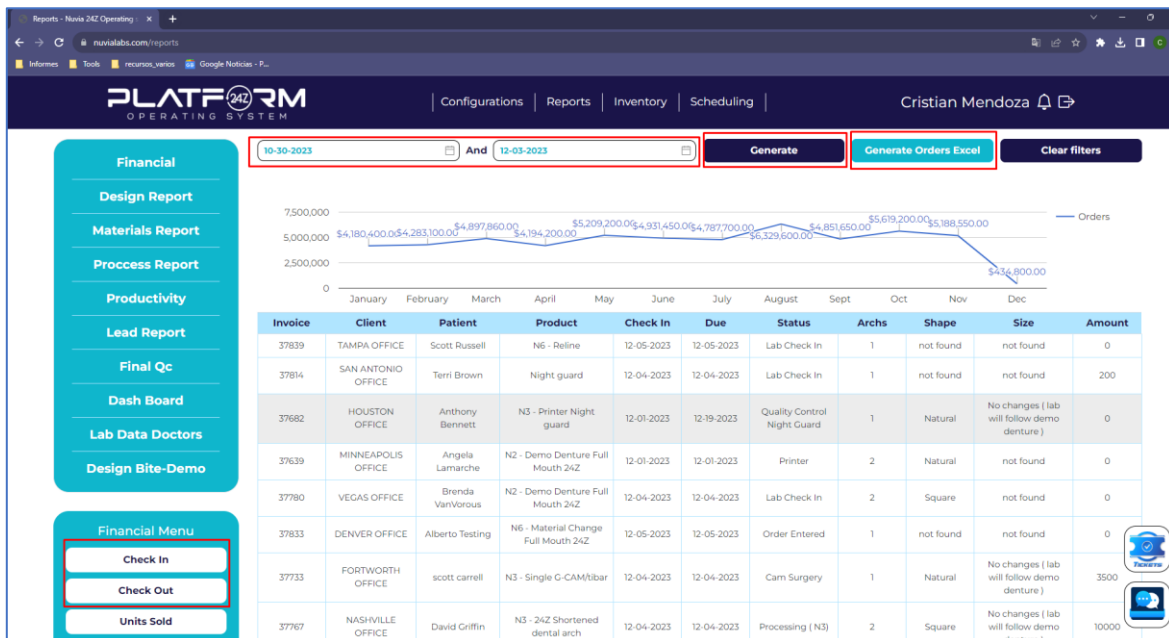 Reports - Nuvia 24Z Operating S
nuvialabs.com/reports
Informes Tools recursos_varios Google Noticias - P...
PLATFORM 24Z
OPERATING SYSTEM
Configurations Reports Inventory Scheduling
Cristian Mendoza
10-30-2023 And 12-03-2023 Generate Generate Orders Excel Clear filters
Financial
Design Report
Materials Report
Proccess Report
Productivity
Lead Report
Final Qc
Dash Board
Lab Data Doctors
Design Bite-Demo
Financial Menu
Check In
Check Out
Units Sold
7,500,000
5,000,000
2,500,000
0
$4,180,400.00 $4,283,100.00 $4,897,860.00 $4,194,200.00 $5,209,200.00 $4,931,450.00 $4,787,700.00 $6,329,600.00 $4,851,650.00 $5,619,200.00 $5,188,550.00 $434,800.00
Orders
January February March April May June July August Sept Oct Nov Dec
Invoice Client Patient Product Check In Due Status Archs Shape Size Amount
37839 TAMPA OFFICE Scott Russell N6 - Reline 12-05-2023 12-05-2023 Lab Check In 1 not found not found 0
37814 SAN ANTONIO OFFICE Terri Brown Night guard 12-04-2023 12-04-2023 Lab Check In 1 not found not found 200
37682 HOUSTON OFFICE Anthony Bennett N3 - Printer Night guard 12-01-2023 12-19-2023 Quality Control Night Guard 1 Natural No changes ( lab will follow demo denture ) 0
37639 MINNEAPOLIS OFFICE Angela Lamarche N2 - Demo Denture Full Mouth 24Z 12-01-2023 12-01-2023 Printer 2 Natural not found 0
37780 VEGAS OFFICE Brenda VanVorous N2 - Demo Denture Full Mouth 24Z 12-04-2023 12-04-2023 Lab Check In 2 Square not found 0
37833 DENVER OFFICE Alberto Testing N6 - Material Change Full Mouth 24Z 12-05-2023 12-05-2023 Order Entered 1 not found not found 0
37733 FORTWORTH OFFICE scott carrell N3 - Single G-CAM/tibar 12-04-2023 12-04-2023 Cam Surgery 1 Natural No changes ( lab will follow demo denture ) 3500
37767 NASHVILLE OFFICE David Griffin N3 - 24Z Shortened dental arch 12-04-2023 12-04-2023 Processing ( N3) 2 Square No changes ( lab will follow demo 10000
TICKETS